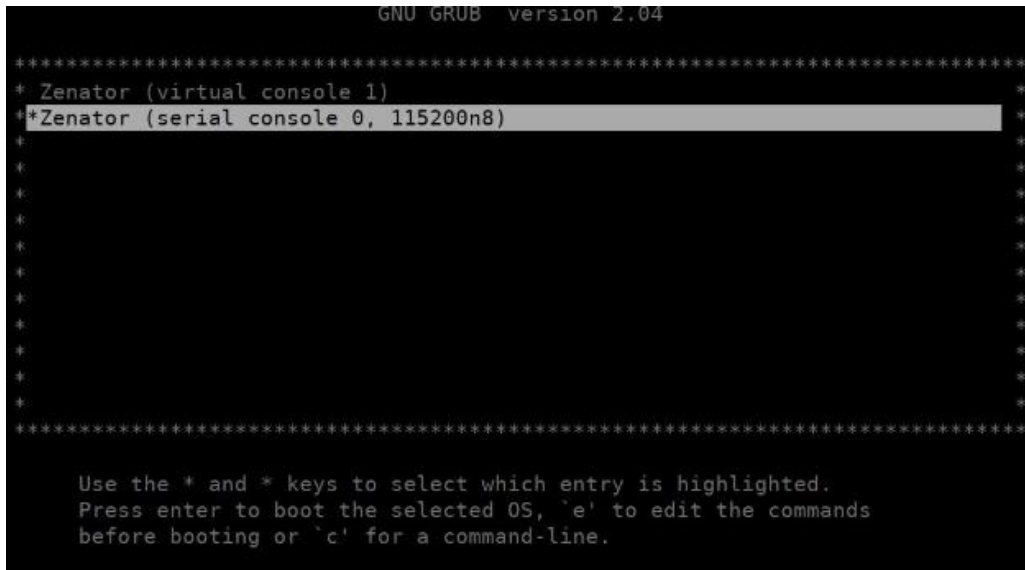 GNU GRUB version 2.04
******************************************************************************
* Zenator (virtual console 1) *
**Zenator (serial console 0, 115200n8) *
* *
* *
* *
* *
* *
* *
* *
* *
* *
* *
* *
******************************************************************************
Use the * and * keys to select which entry is highlighted.
Press enter to boot the selected OS, `e' to edit the commands
before booting or `c' for a command-line.